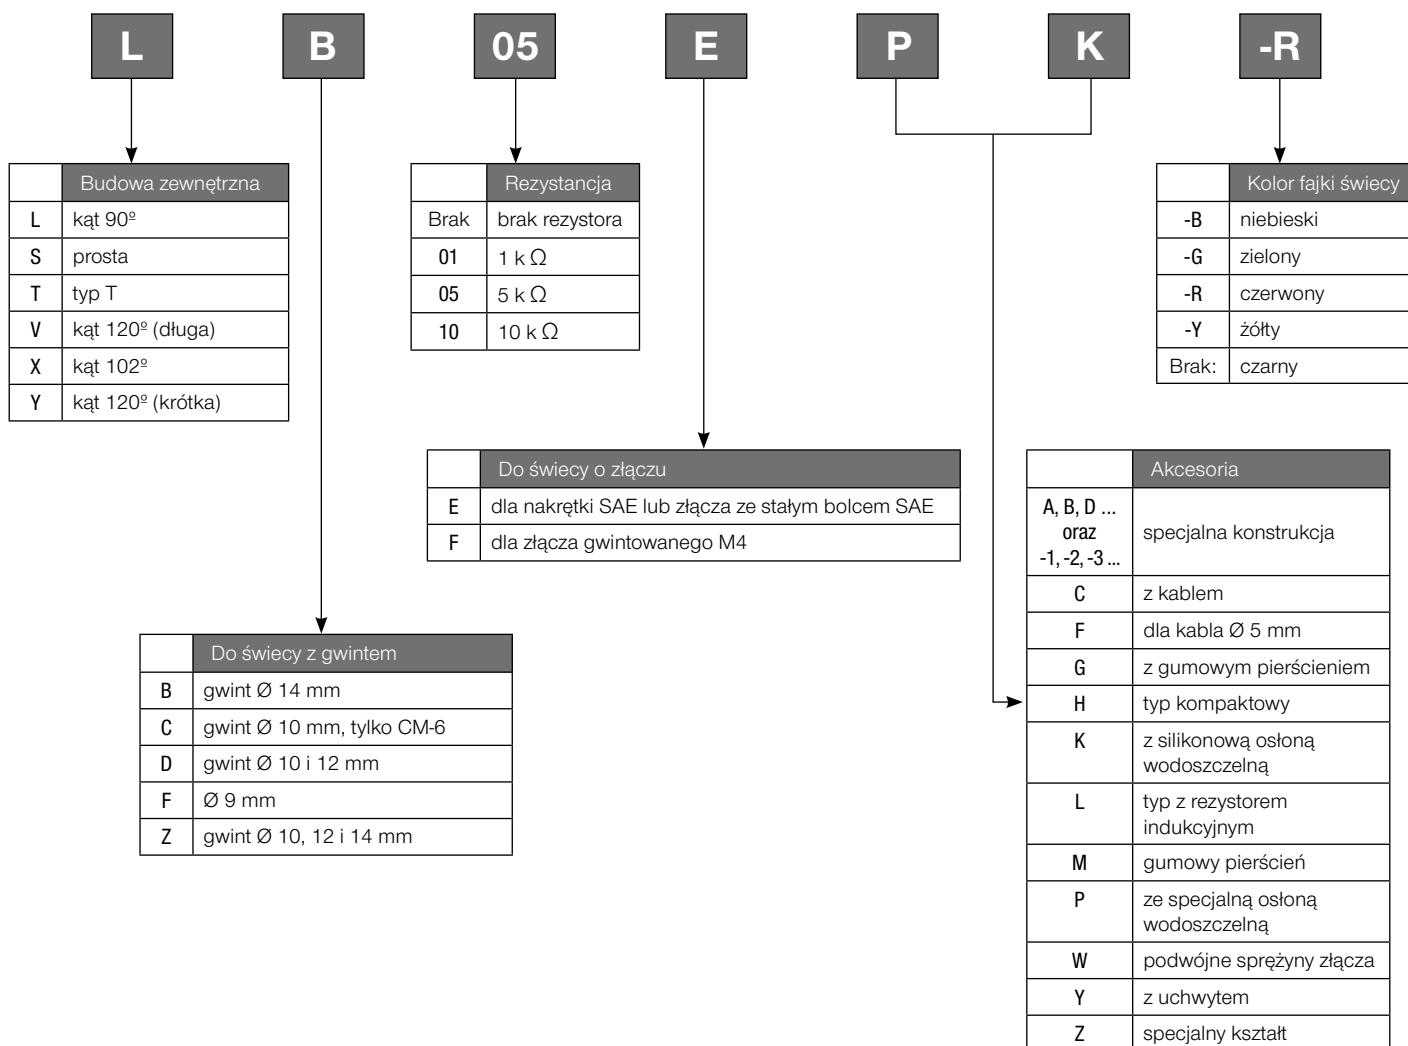 L B 05 E P K -R
Budowa zewnętrzna
L kąt 90º
S prosta
T typ T
V kąt 120º (długa)
X kąt 102º
Y kąt 120º (krótka)
Rezystancja
Brak brak rezystora
01 1 k Ω
05 5 k Ω
10 10 k Ω
Kolor fajki świecy
-B niebieski
-G zielony
-R czerwony
-Y żółty
Brak: czarny
Do świecy o złączu
E dla nakrętki SAE lub złącza ze stałym bolcem SAE
F dla złącza gwintowanego M4
Do świecy z gwintem
B gwint Ø 14 mm
C gwint Ø 10 mm, tylko CM-6
D gwint Ø 10 i 12 mm
F Ø 9 mm
Z gwint Ø 10, 12 i 14 mm
Akcesoria
A, B, D ...
oraz
-1, -2, -3 ...
specjalna konstrukcja
C z kablem
F dla kabla Ø 5 mm
G z gumowym pierścieniem
H typ kompaktowy
K z silikonową osłoną
wodoszczelną
L typ z rezystorem
indukcyjnym
M gumowy pierścień
P ze specjalną osłoną
wodoszczelną
W podwójne sprężyny złącza
Y z uchwytem
Z specjalny kształt